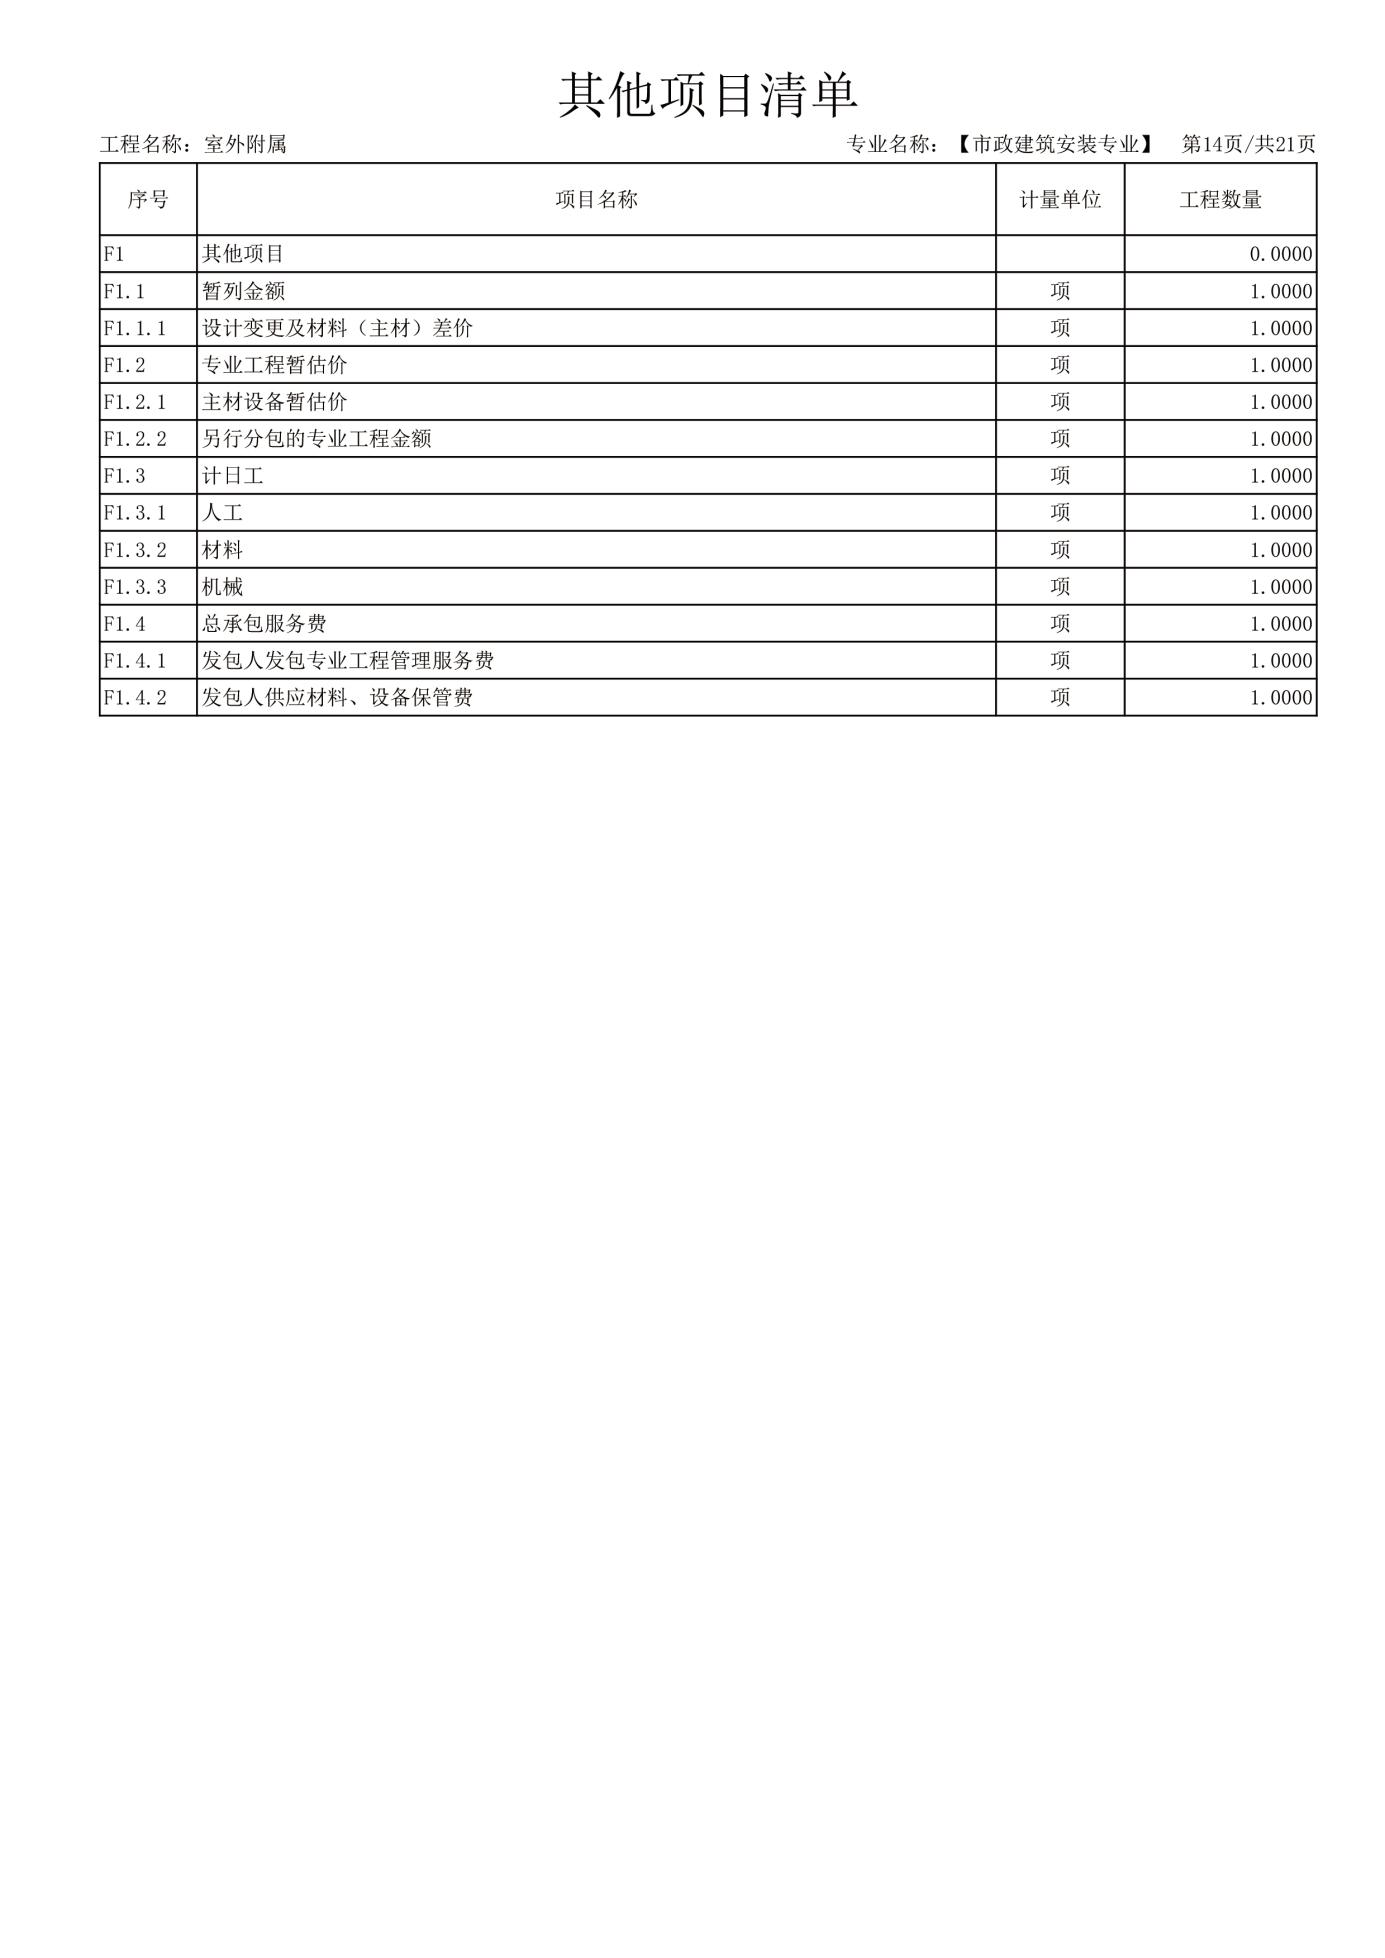 其他项目清单
工程名称：室外附属 专业名称：【市政建筑安装专业】 第14页/共21页
序号 项目名称 计量单位 工程数量
F1 其他项目 0.0000
F1.1 暂列金额 项 1.0000
F1.1.1 设计变更及材料（主材）差价 项 1.0000
F1.2 专业工程暂估价 项 1.0000
F1.2.1 主材设备暂估价 项 1.0000
F1.2.2 另行分包的专业工程金额 项 1.0000
F1.3 计日工 项 1.0000
F1.3.1 人工 项 1.0000
F1.3.2 材料 项 1.0000
F1.3.3 机械 项 1.0000
F1.4 总承包服务费 项 1.0000
F1.4.1 发包人发包专业工程管理服务费 项 1.0000
F1.4.2 发包人供应材料、设备保管费 项 1.0000